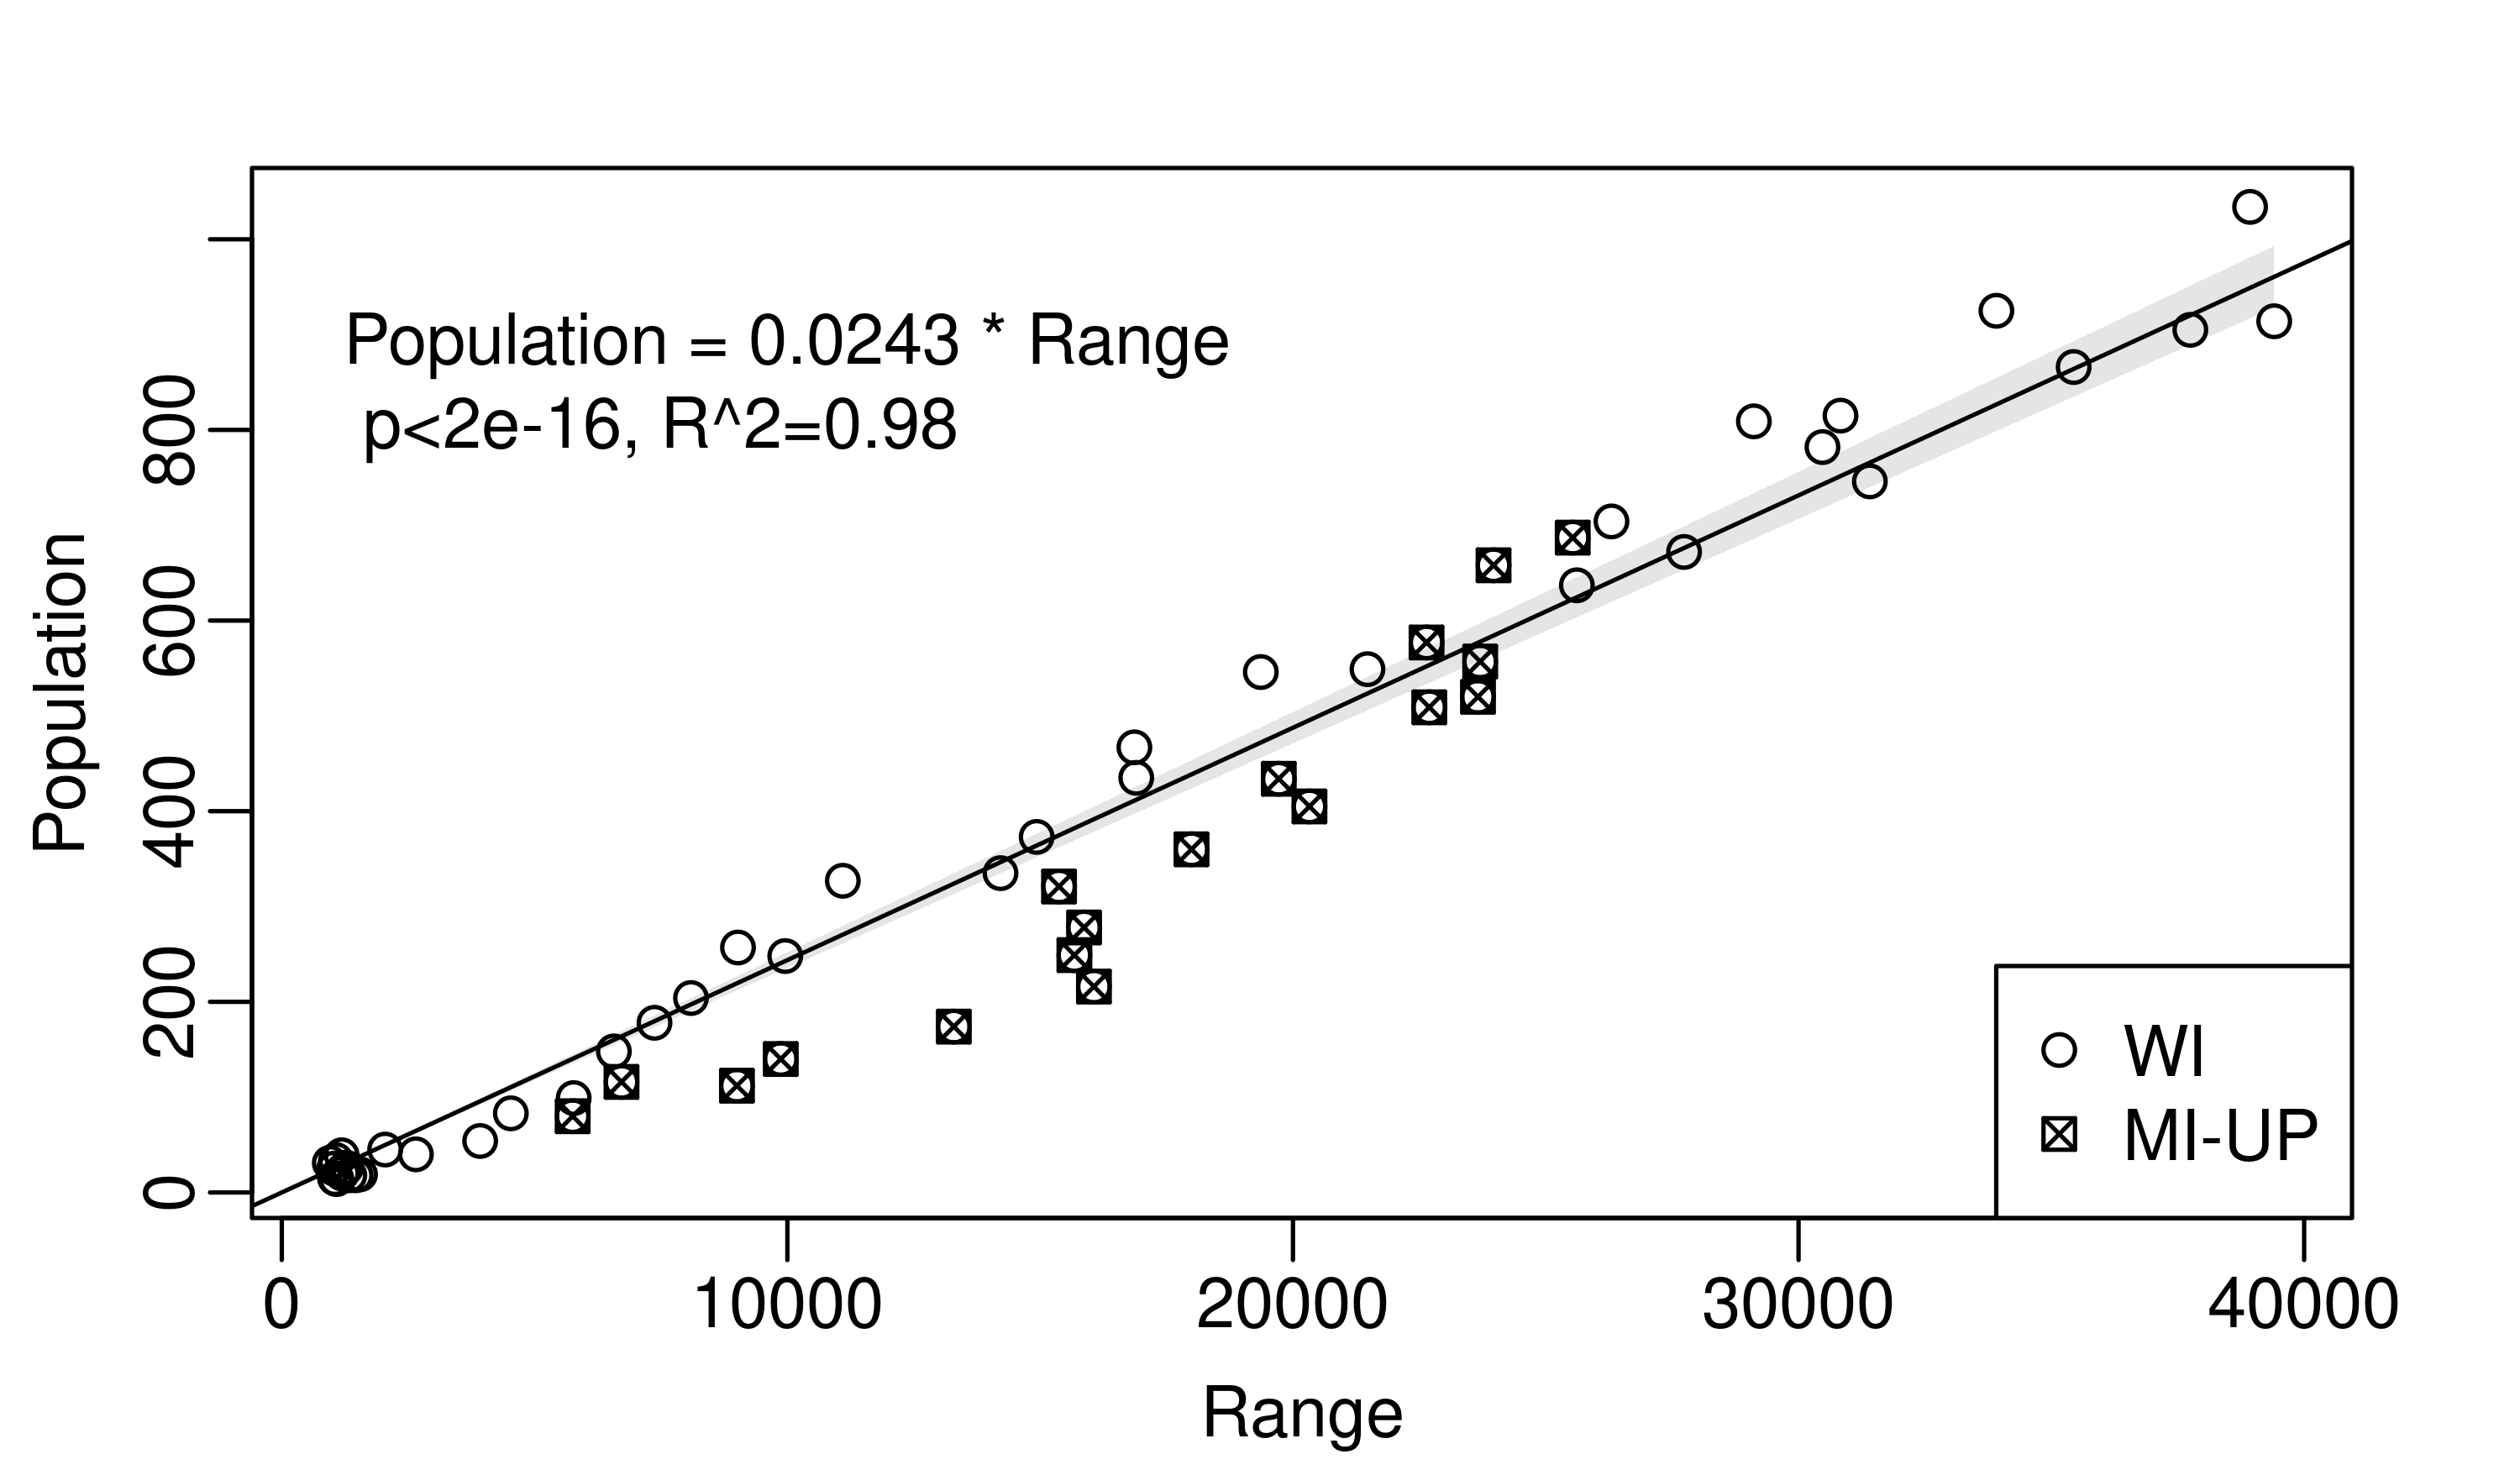 Population = 0.0243 * Range
p<2e-16, R^2=0.98
Population
800
600
400
200
0
WI
MI-UP
0 10000 20000 30000 40000
Range